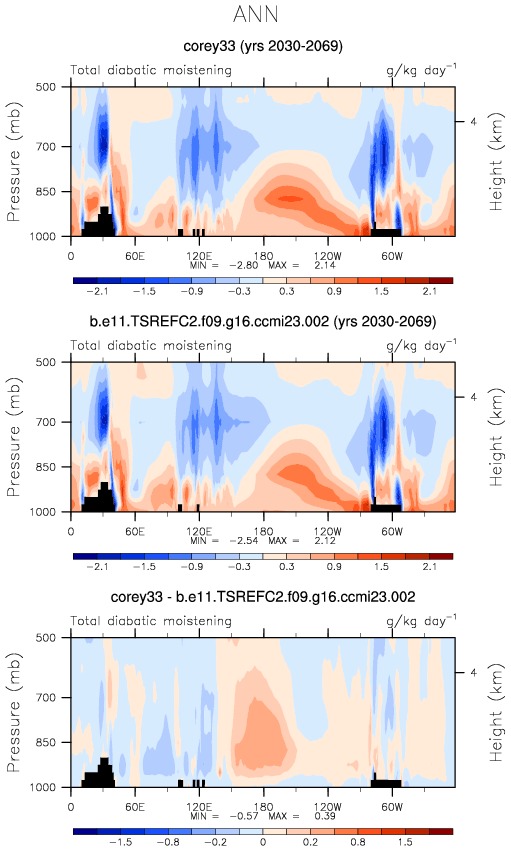 ANN
corey33 (yrs 2030-2069)
Total diabatic moistening g/kg day⁻¹
500
700
850
1000
Pressure (mb)
4
Height (km)
0 60E 120E 180 120W 60W
MIN = -2.80 MAX = 2.14
-2.1 -1.5 -0.9 -0.3 0.3 0.9 1.5 2.1
b.e11.TSREFC2.f09.g16.ccmi23.002 (yrs 2030-2069)
Total diabatic moistening g/kg day⁻¹
500
700
850
1000
Pressure (mb)
4
Height (km)
0 60E 120E 180 120W 60W
MIN = -2.54 MAX = 2.12
-2.1 -1.5 -0.9 -0.3 0.3 0.9 1.5 2.1
corey33 - b.e11.TSREFC2.f09.g16.ccmi23.002
Total diabatic moistening g/kg day⁻¹
500
700
850
1000
Pressure (mb)
4
Height (km)
0 60E 120E 180 120W 60W
MIN = -0.57 MAX = 0.39
-1.5 -0.8 -0.2 0 0.2 0.8 1.5